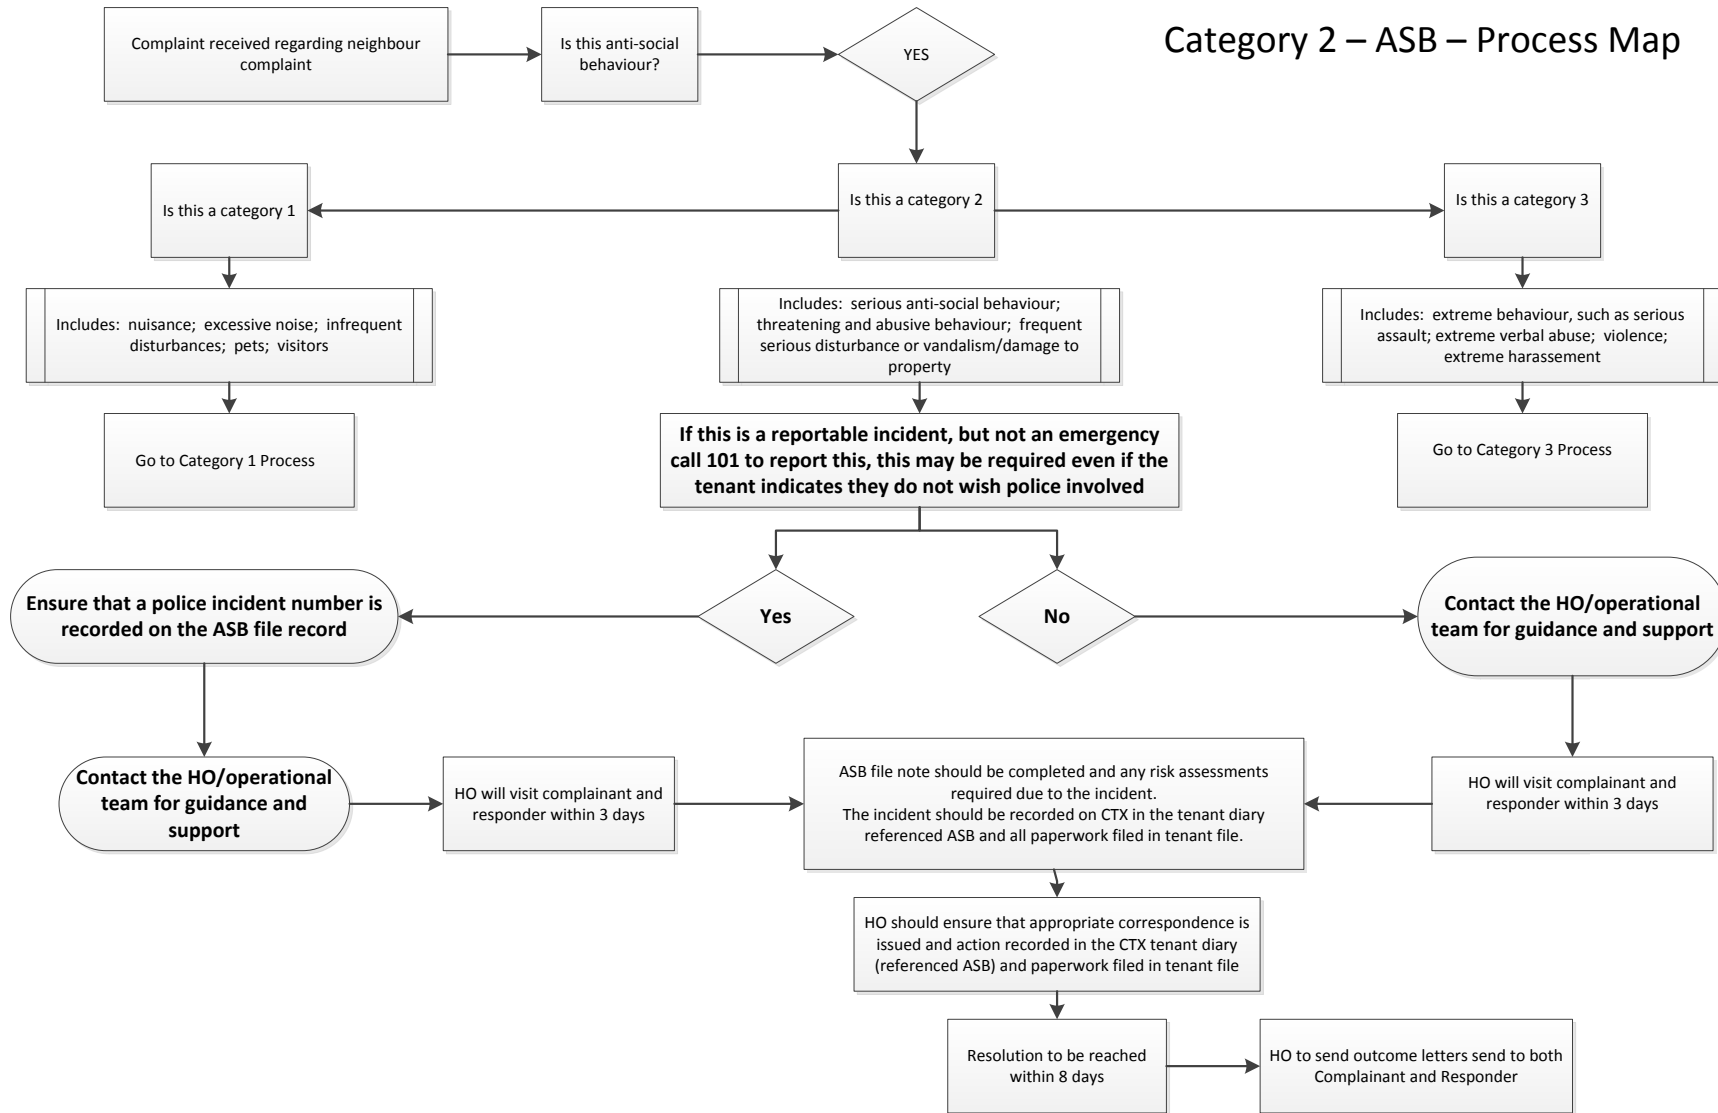 Category 2 – ASB – Process Map
Complaint received regarding neighbour
complaint
Is this anti-social
behaviour?
YES
Is this a category 1
Is this a category 2
Is this a category 3
Includes:  nuisance;  excessive noise;  infrequent
disturbances;  pets;  visitors
Includes:  serious anti-social behaviour;
threatening and abusive behaviour;  frequent
serious disturbance or vandalism/damage to
property
Includes:  extreme behaviour, such as serious
assault; extreme verbal abuse;  violence;
extreme harassement
Go to Category 1 Process
If this is a reportable incident, but not an emergency
call 101 to report this, this may be required even if the
tenant indicates they do not wish police involved
Go to Category 3 Process
Ensure that a police incident number is
recorded on the ASB file record
Yes
No
Contact the HO/operational
team for guidance and support
Contact the HO/operational
team for guidance and
support
HO will visit complainant and
responder within 3 days
ASB file note should be completed and any risk assessments
required due to the incident.
The incident should be recorded on CTX in the tenant diary
referenced ASB and all paperwork filed in tenant file.
HO will visit complainant and
responder within 3 days
HO should ensure that appropriate correspondence is
issued and action recorded in the CTX tenant diary
(referenced ASB) and paperwork filed in tenant file
Resolution to be reached
within 8 days
HO to send outcome letters send to both
Complainant and Responder